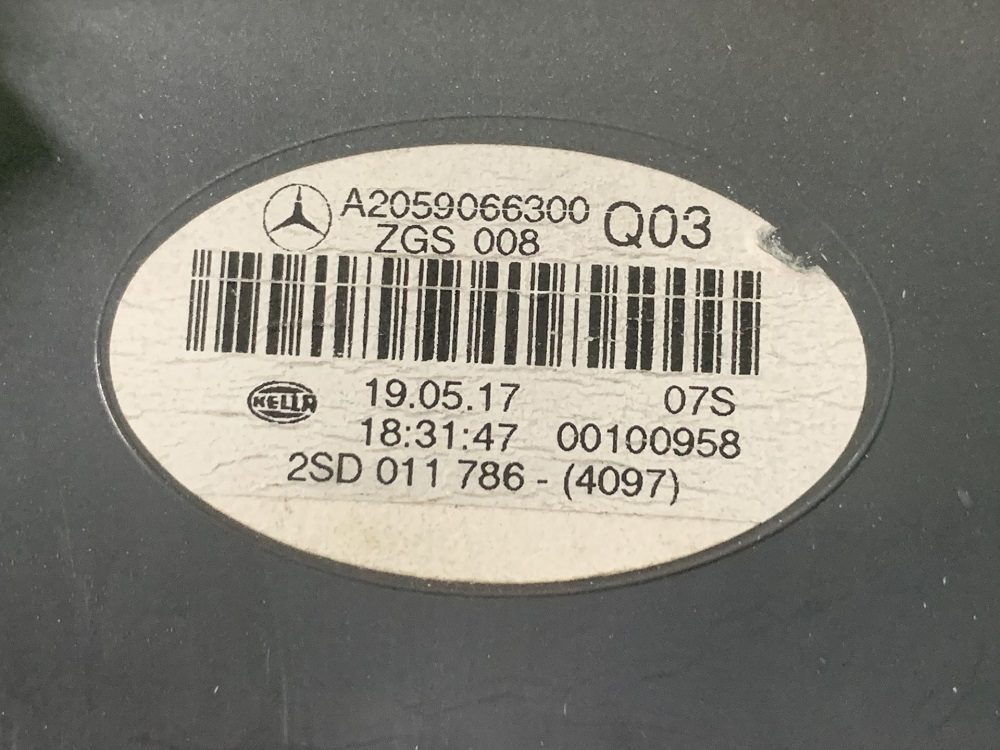 A2059066300 Q03
ZGS 008
HELLA 19.05.17 07S
18:31:47 00100958
2SD 011 786 - (4097)